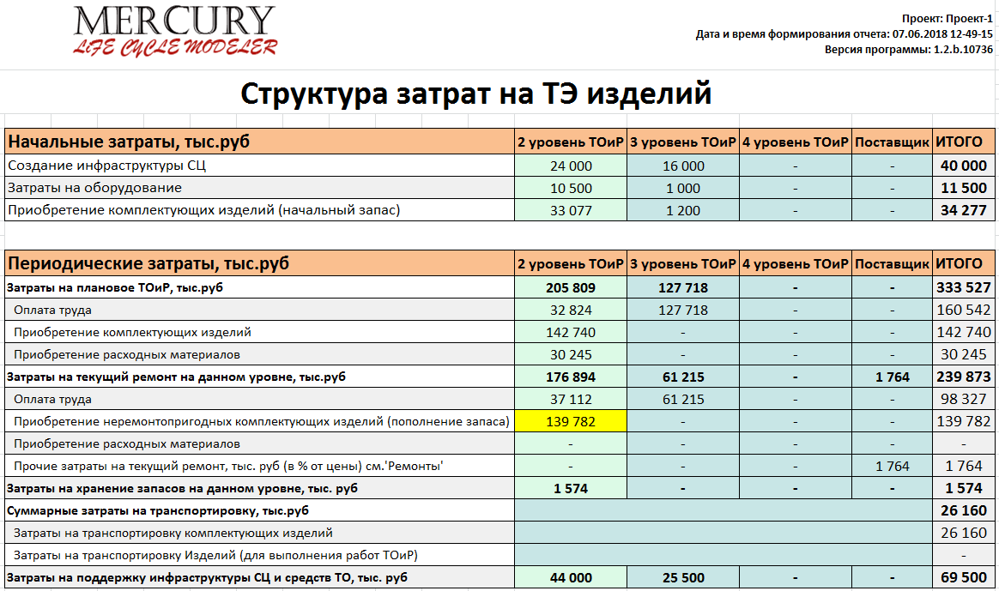 MERCURY
LIFE CYCLE MODELER
Проект: Проект-1
Дата и время формирования отчета: 07.06.2018 12-49-15
Версия программы: 1.2.b.10736
Структура затрат на ТЭ изделий
Начальные затраты, тыс.руб 2 уровень ТОиР 3 уровень ТОиР 4 уровень ТОиР Поставщик ИТОГО
Создание инфраструктуры СЦ 24 000 16 000 - - 40 000
Затраты на оборудование 10 500 1 000 - - 11 500
Приобретение комплектующих изделий (начальный запас) 33 077 1 200 - - 34 277
Периодические затраты, тыс.руб 2 уровень ТОиР 3 уровень ТОиР 4 уровень ТОиР Поставщик ИТОГО
Затраты на плановое ТОиР, тыс.руб 205 809 127 718 - - 333 527
Оплата труда 32 824 127 718 - - 160 542
Приобретение комплектующих изделий 142 740 - - - 142 740
Приобретение расходных материалов 30 245 - - - 30 245
Затраты на текущий ремонт на данном уровне, тыс.руб 176 894 61 215 - 1 764 239 873
Оплата труда 37 112 61 215 - - 98 327
Приобретение неремонтопригодных комплектующих изделий (пополнение запаса) 139 782 - - - 139 782
Приобретение расходных материалов - - - - -
Прочие затраты на текущий ремонт, тыс. руб (в % от цены) см.'Ремонты' - - - 1 764 1 764
Затраты на хранение запасов на данном уровне, тыс. руб 1 574 - - - 1 574
Суммарные затраты на транспортировку, тыс.руб 26 160
Затраты на транспортировку комплектующих изделий 26 160
Затраты на транспортировку Изделий (для выполнения работ ТОиР) -
Затраты на поддержку инфраструктуры СЦ и средств ТО, тыс. руб 44 000 25 500 - - 69 500